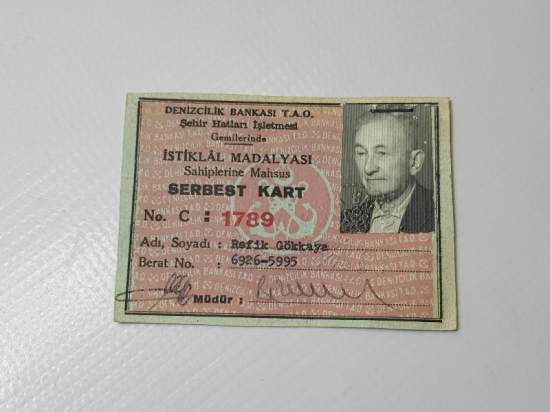 DENİZCİLİK BANKASI T.A.O.
Şehir Hatları İşletmesi
Gemilerinde
İSTİKLÂL MADALYASI
Sahiplerine Mahsus
SERBEST KART
No. C : 1789
Adı, Soyadı : Refik Gökkaya
Berat No. : 6926-5995
Müdür :